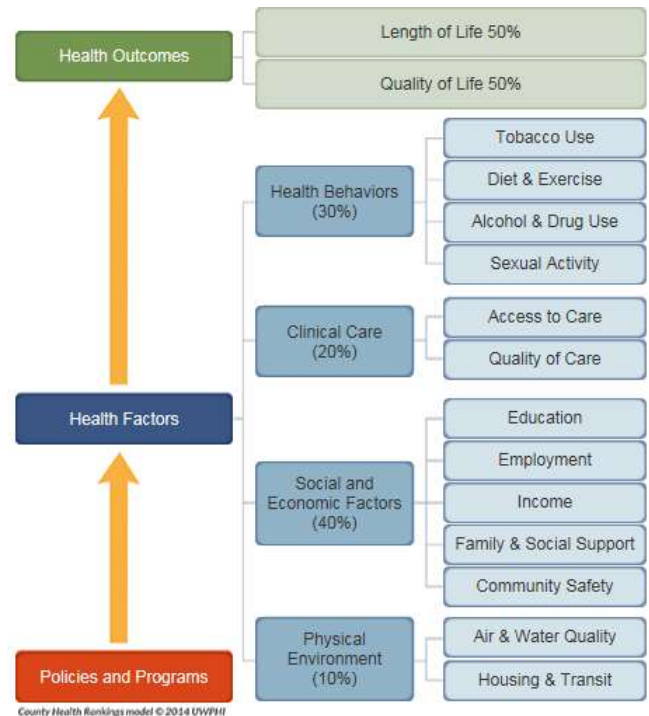 Health Outcomes
Length of Life 50%
Quality of Life 50%
Health Behaviors
(30%)
Tobacco Use
Diet & Exercise
Alcohol & Drug Use
Sexual Activity
Clinical Care
(20%)
Access to Care
Quality of Care
Health Factors
Social and
Economic Factors
(40%)
Education
Employment
Income
Family & Social Support
Community Safety
Physical
Environment
(10%)
Air & Water Quality
Housing & Transit
Policies and Programs
County Health Rankings model © 2014 UWPHI